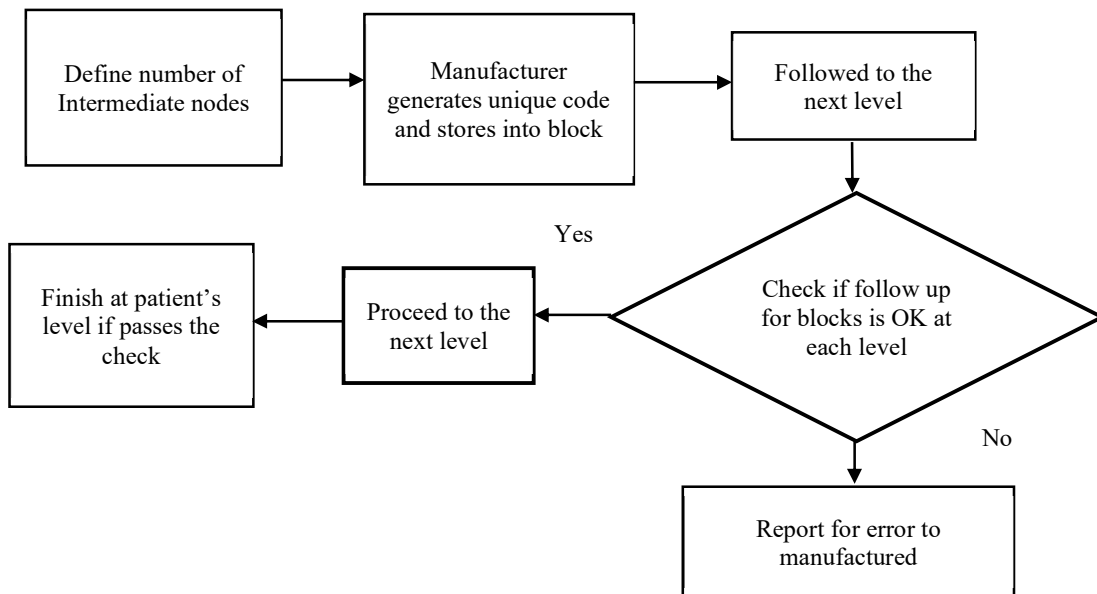 Define number of
Intermediate nodes
Manufacturer
generates unique code
and stores into block
Followed to the
next level
Yes
Check if follow up
for blocks is OK at
each level
Proceed to the
next level
Finish at patient’s
level if passes the
check
No
Report for error to
manufactured